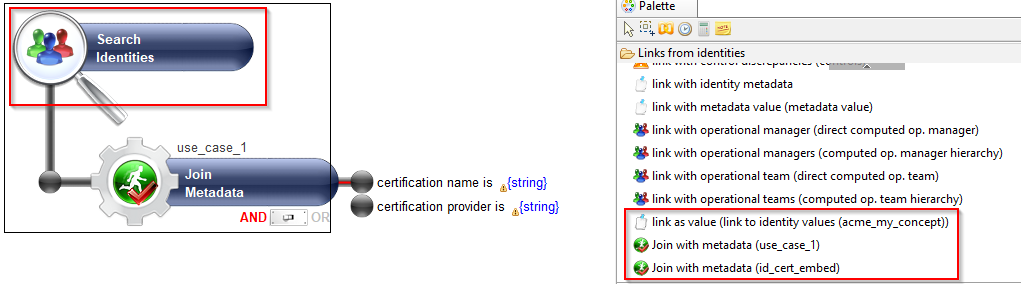 Search
Identities
use_case_1
Join
Metadata
AND OR
certification name is {string}
certification provider is {string}
Palette
Links from identities
link with control discrepancies (controls)
link with identity metadata
link with metadata value (metadata value)
link with operational manager (direct computed op. manager)
link with operational managers (computed op. manager hierarchy)
link with operational team (direct computed op. team)
link with operational teams (computed op. team hierarchy)
link as value (link to identity values (acme_my_concept))
Join with metadata (use_case_1)
Join with metadata (id_cert_embed)